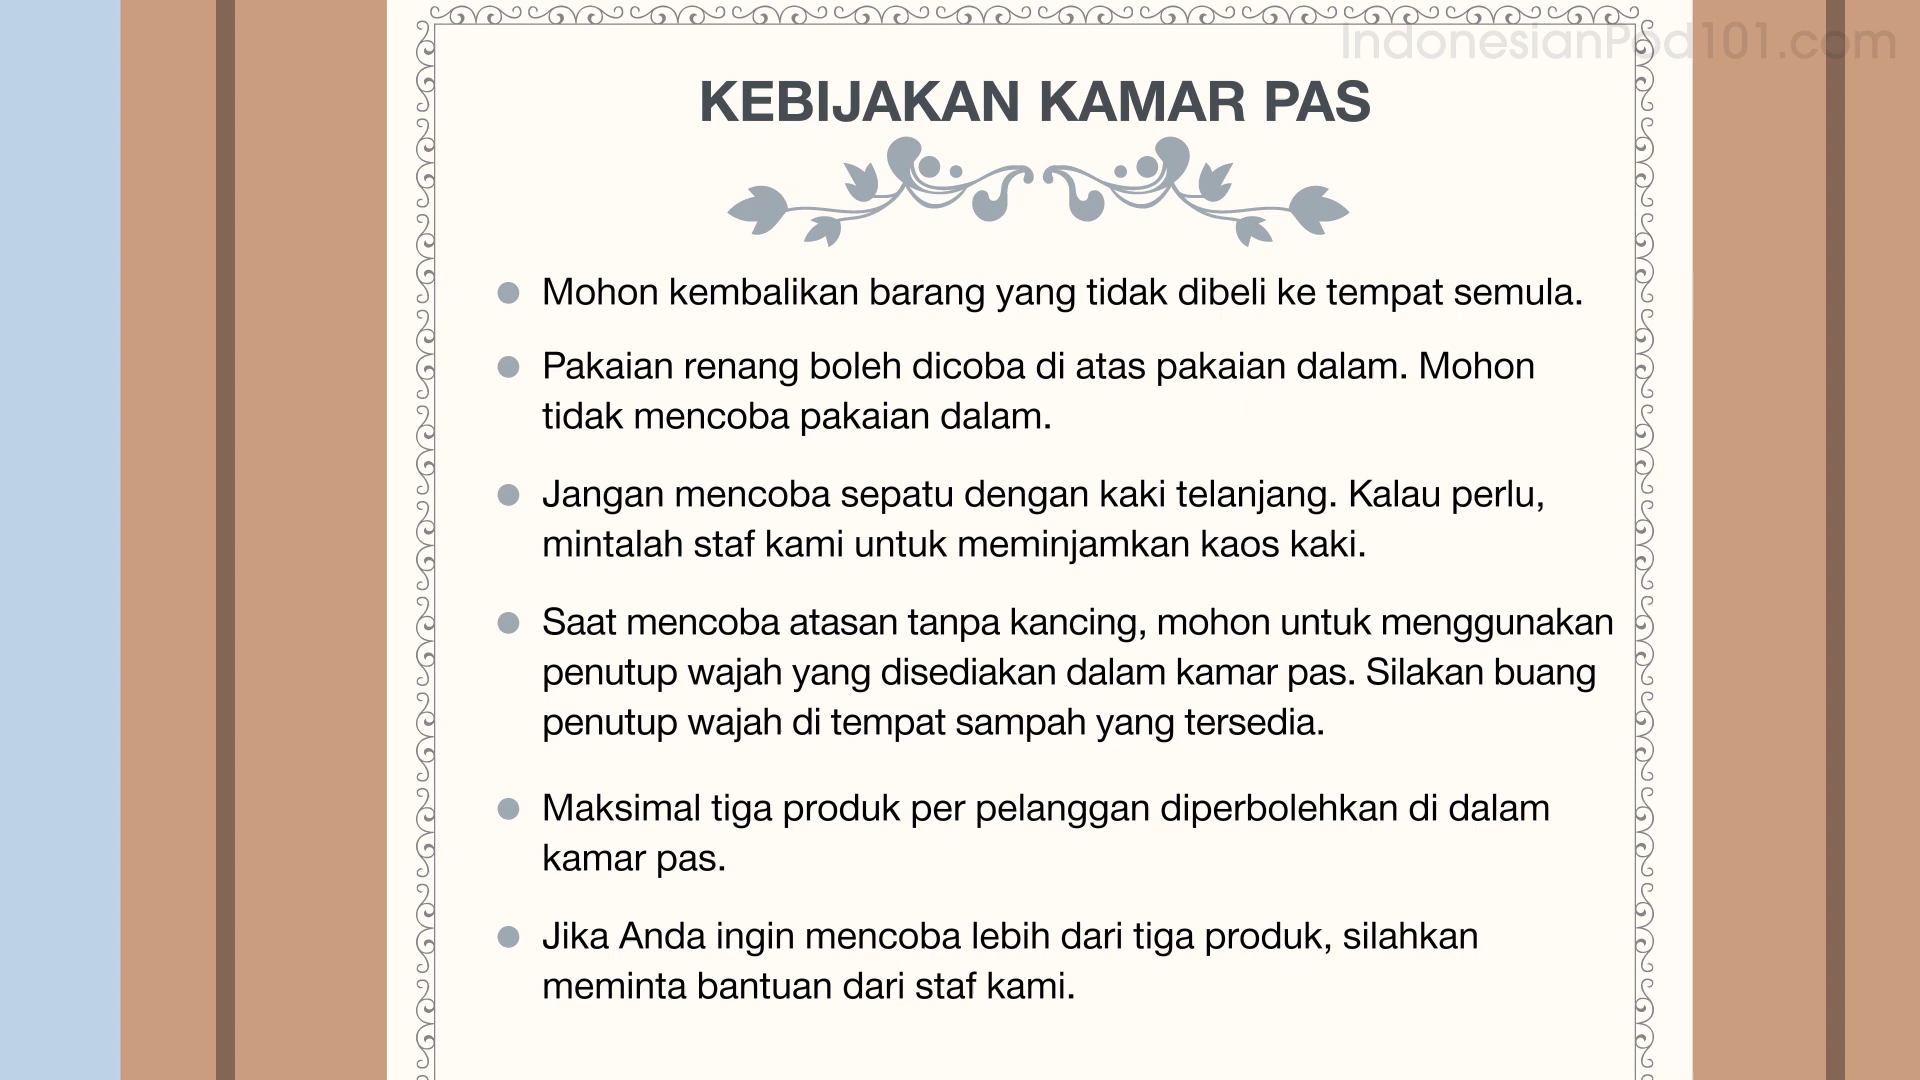 IndonesianPod101.com
KEBIJAKAN KAMAR PAS
Mohon kembalikan barang yang tidak dibeli ke tempat semula.
Pakaian renang boleh dicoba di atas pakaian dalam. Mohon
tidak mencoba pakaian dalam.
Jangan mencoba sepatu dengan kaki telanjang. Kalau perlu,
mintalah staf kami untuk meminjamkan kaos kaki.
Saat mencoba atasan tanpa kancing, mohon untuk menggunakan
penutup wajah yang disediakan dalam kamar pas. Silakan buang
penutup wajah di tempat sampah yang tersedia.
Maksimal tiga produk per pelanggan diperbolehkan di dalam
kamar pas.
Jika Anda ingin mencoba lebih dari tiga produk, silahkan
meminta bantuan dari staf kami.